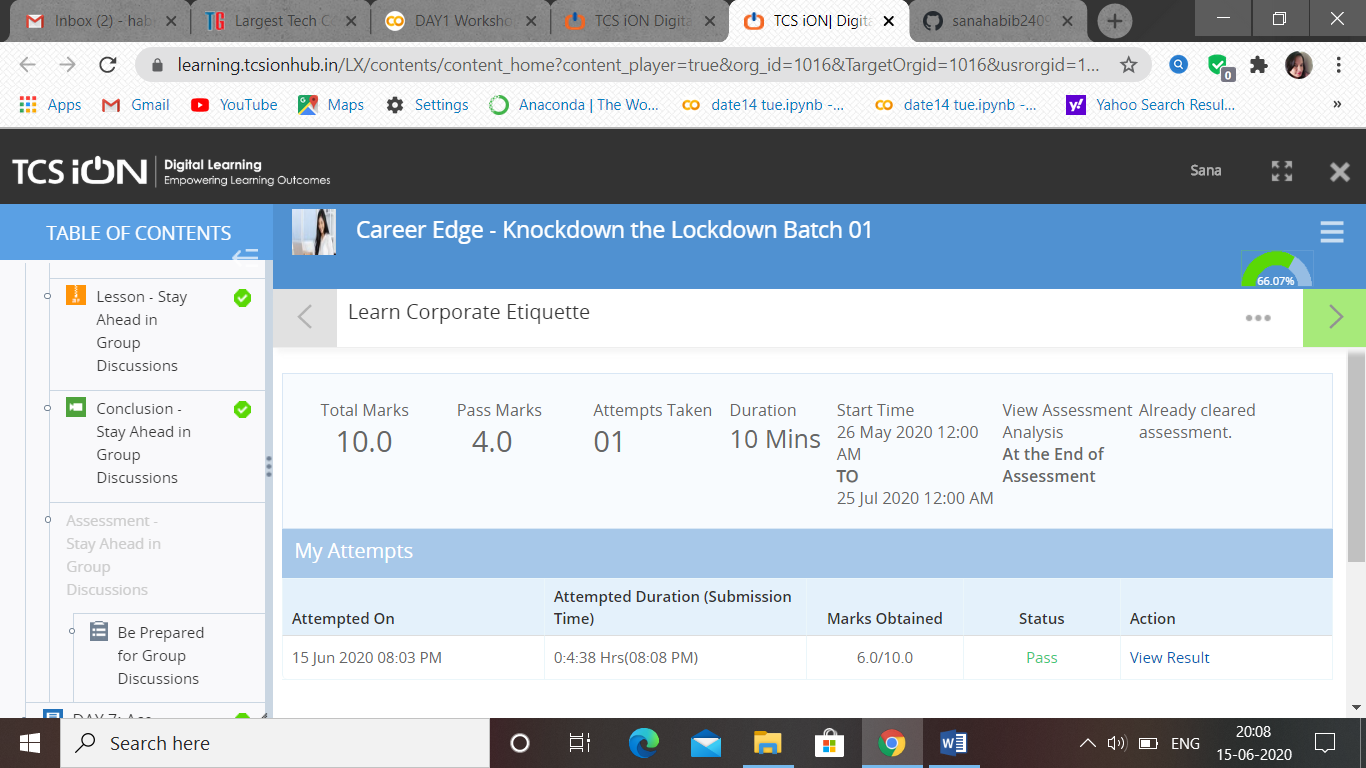 Inbox (2) - hab
Largest Tech C
DAY1 Worksho
TCS iON Digita
TCS iON| Digita
sanahabib2409
learning.tcsionhub.in/LX/contents/content_home?content_player=true&org_id=1016&TargetOrgid=1016&usrorgid=1...
0
Apps
Gmail
YouTube
Maps
Settings
Anaconda | The Wo...
date14 tue.ipynb -...
date14 tue.ipynb -...
Yahoo Search Resul...
»
TCS iON
Digital Learning
Empowering Learning Outcomes
Sana
TABLE OF CONTENTS
Career Edge - Knockdown the Lockdown Batch 01
66.07%
Lesson - Stay
Ahead in
Group
Discussions
Conclusion -
Stay Ahead in
Group
Discussions
Assessment -
Stay Ahead in
Group
Discussions
Be Prepared
for Group
Discussions
Learn Corporate Etiquette
Total Marks
10.0
Pass Marks
4.0
Attempts Taken
01
Duration
10 Mins
Start Time
26 May 2020 12:00
AM
TO
25 Jul 2020 12:00 AM
View Assessment
Analysis
At the End of
Assessment
Already cleared
assessment.
My Attempts
Attempted On
Attempted Duration (Submission
Time)
Marks Obtained
Status
Action
15 Jun 2020 08:03 PM
0:4:38 Hrs(08:08 PM)
6.0/10.0
Pass
View Result
Search here
ENG
20:08
15-06-2020